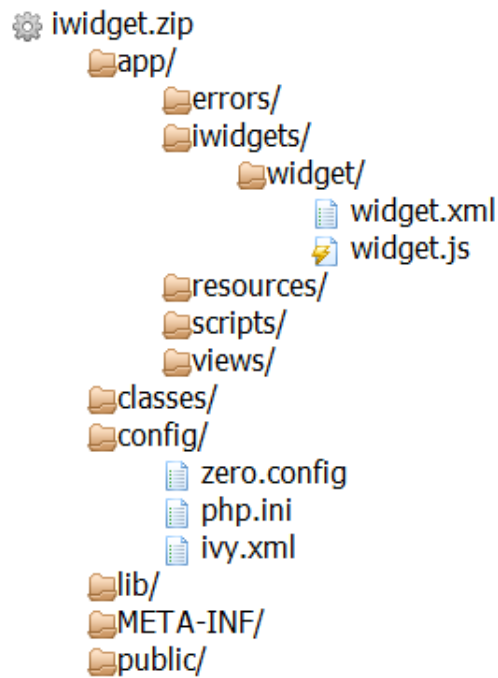 iwidget.zip
app/
errors/
iwidgets/
widget/
widget.xml
widget.js
resources/
scripts/
views/
classes/
config/
zero.config
php.ini
ivy.xml
lib/
META-INF/
public/